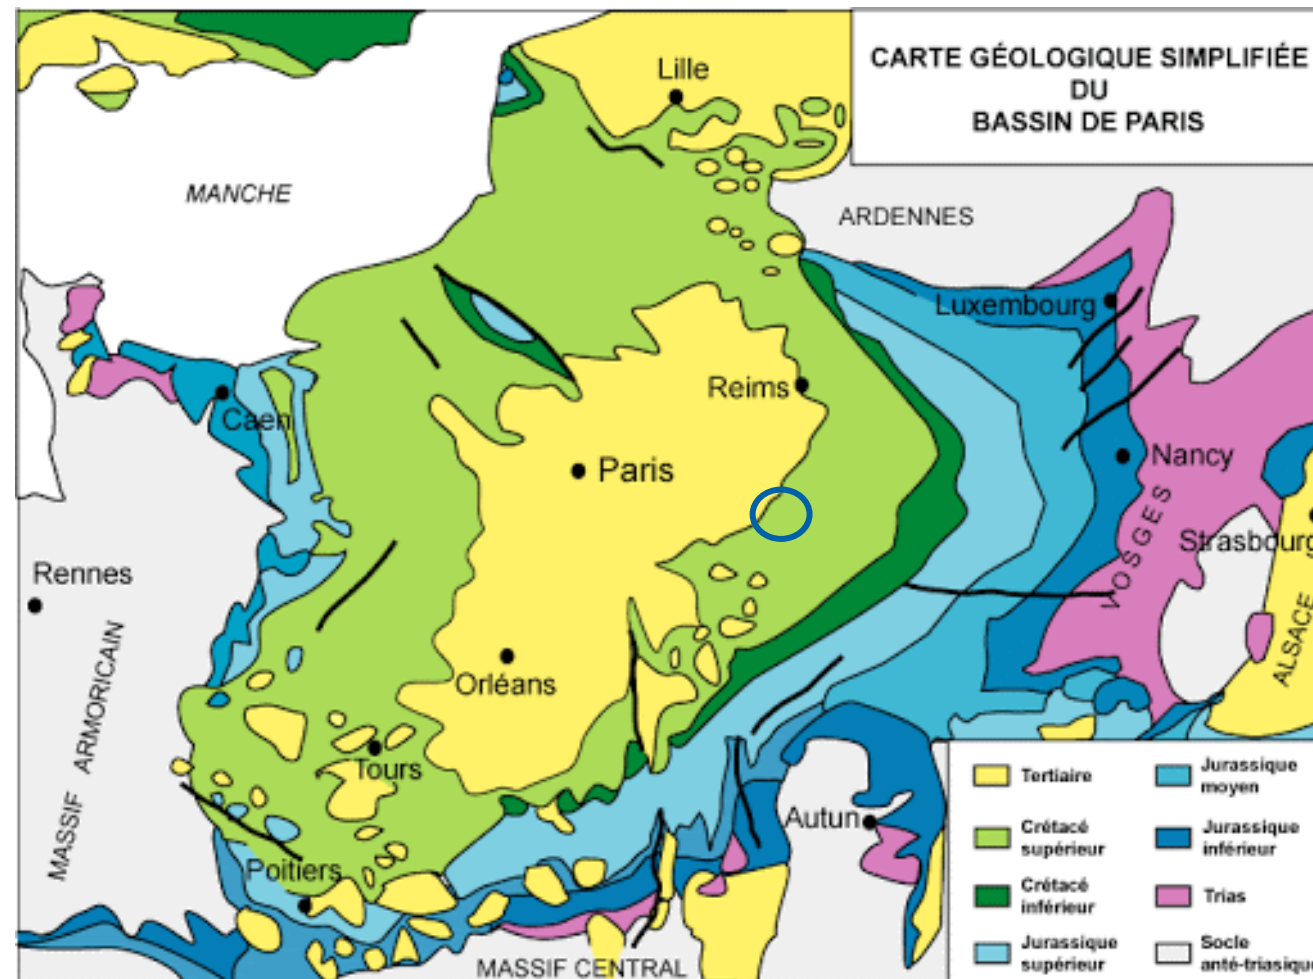 CARTE GÉOLOGIQUE SIMPLIFIÉE
DU
BASSIN DE PARIS
Lille
MANCHE
ARDENNES
Luxembourg
Reims
Caen
Paris
Nancy
VOSGES
Strasbourg
Rennes
ALSACE
MASSIF ARMORICAIN
Orléans
Tours
Autun
Poitiers
MASSIF CENTRAL
Tertiaire
Crétacé
supérieur
Crétacé
inférieur
Jurassique
supérieur
Jurassique
moyen
Jurassique
inférieur
Trias
Socle
anté-triasique